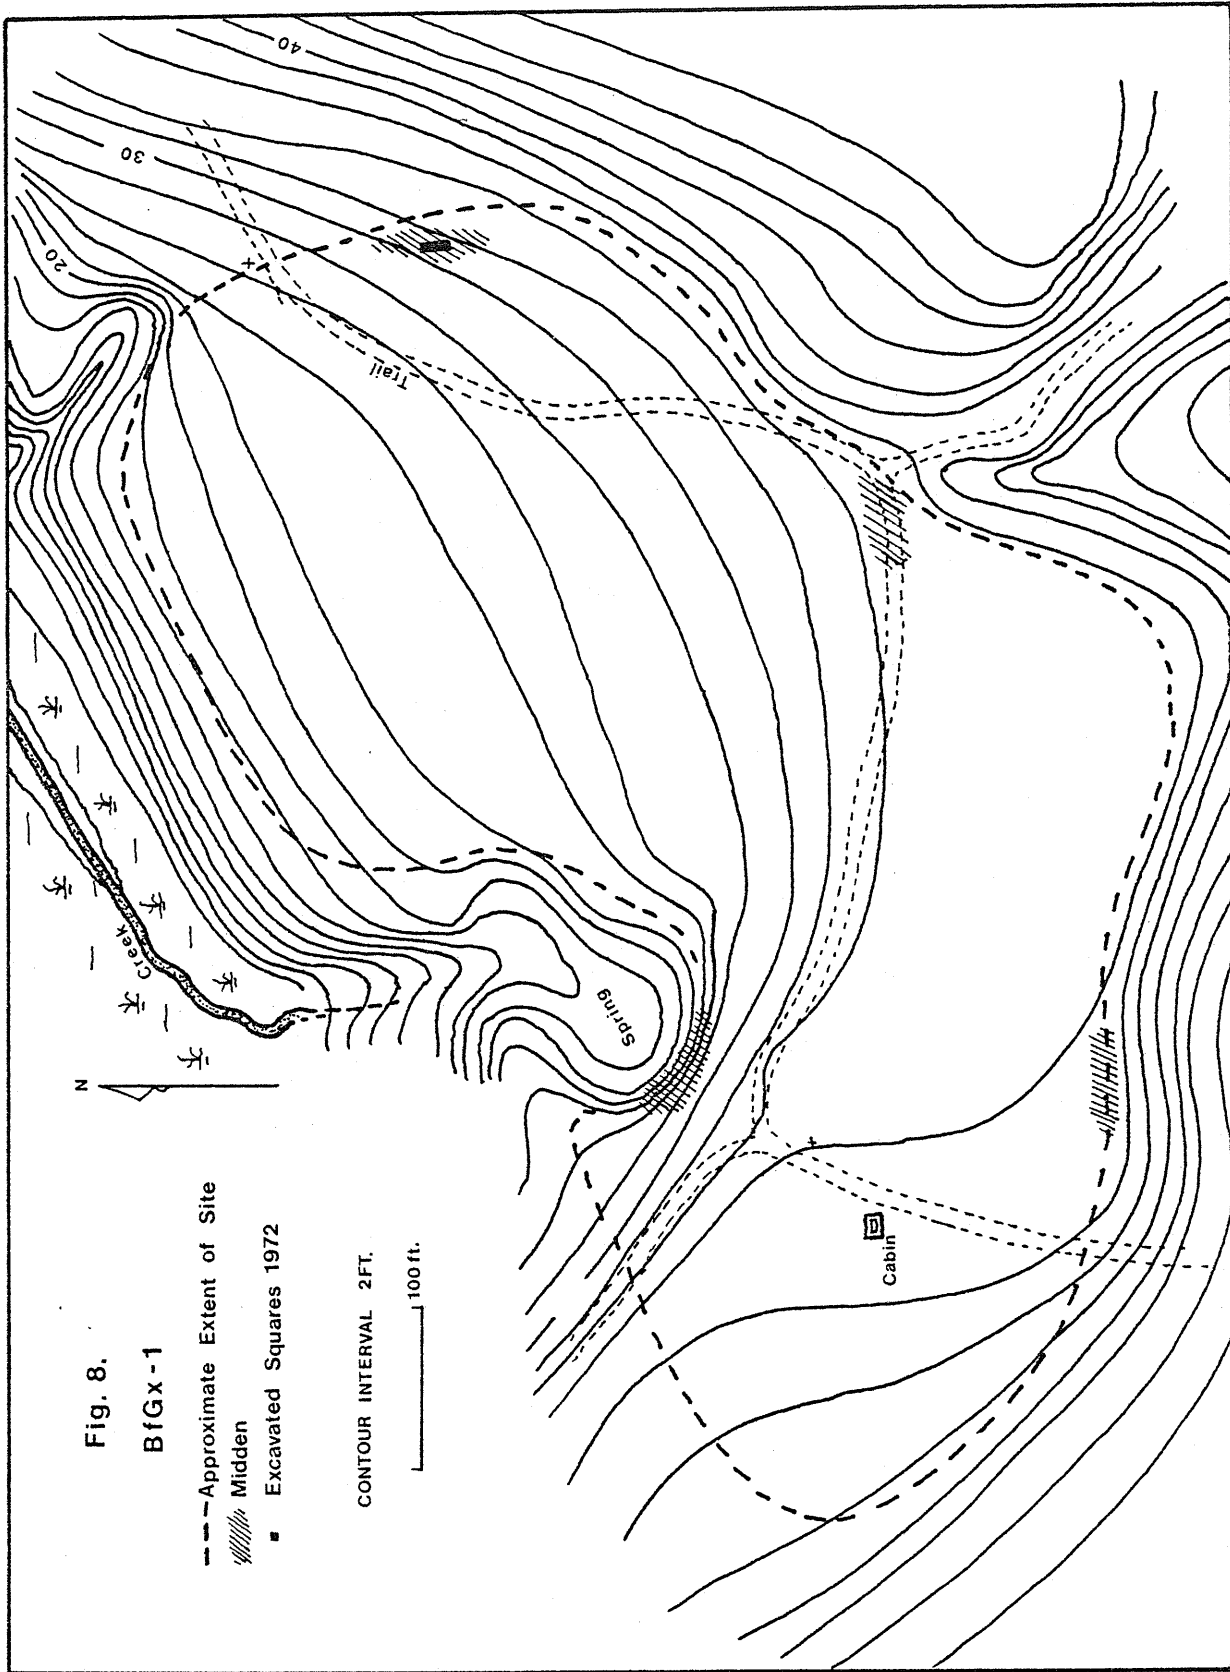 Fig. 8.
BfGx-1
Approximate Extent of Site
Midden
Excavated Squares 1972
CONTOUR INTERVAL 2FT.
100 ft.
N
Creek
Spring
Cabin
Trail
20
30
40